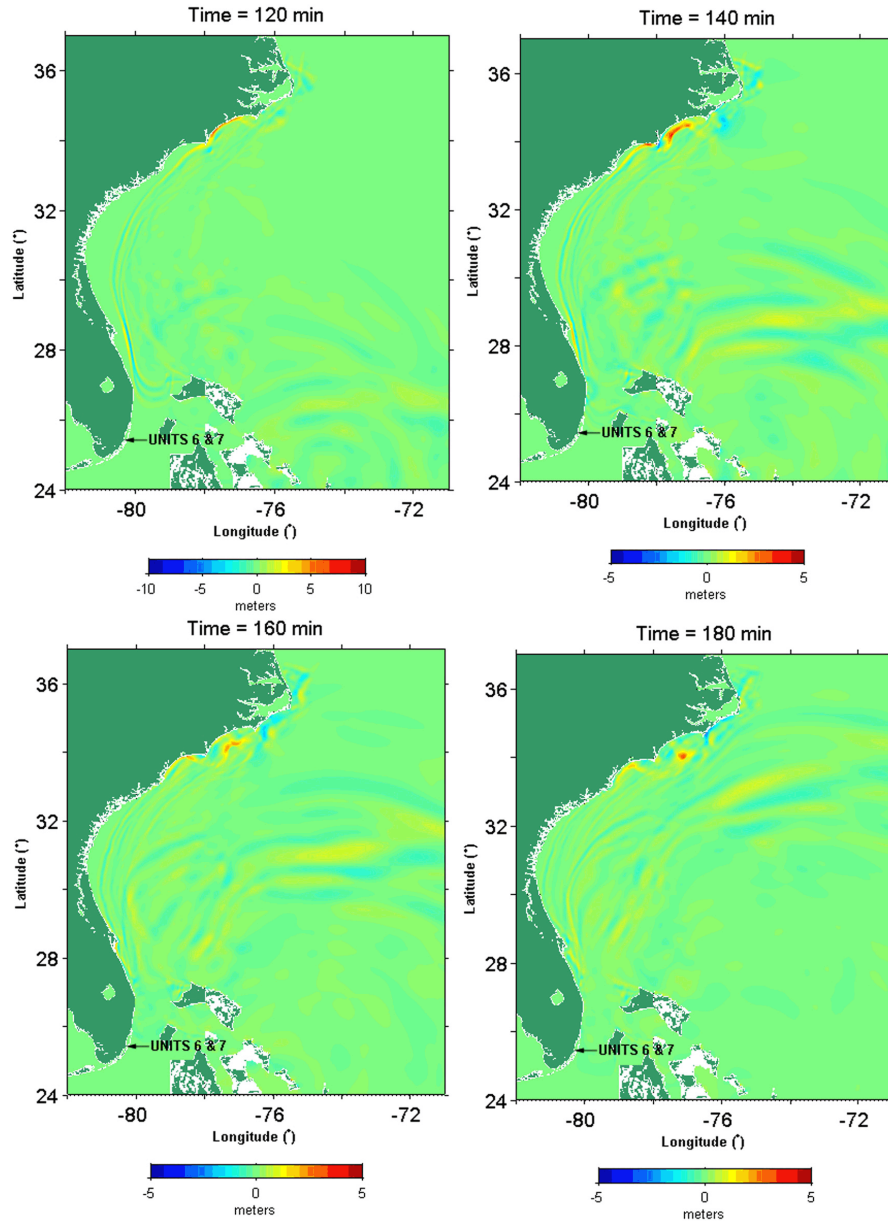 Time = 120 min
Latitude (°)
36
32
28
24
UNITS 6 & 7
-80
-76
-72
Longitude (°)
-10
-5
0
5
10
meters
Time = 140 min
Latitude (°)
36
32
28
24
UNITS 6 & 7
-80
-76
-72
Longitude (°)
-5
0
5
meters
Time = 160 min
Latitude (°)
36
32
28
24
UNITS 6 & 7
-80
-76
-72
Longitude (°)
-5
0
5
meters
Time = 180 min
Latitude (°)
36
32
28
24
UNITS 6 & 7
-80
-76
-72
Longitude (°)
-5
0
5
meters